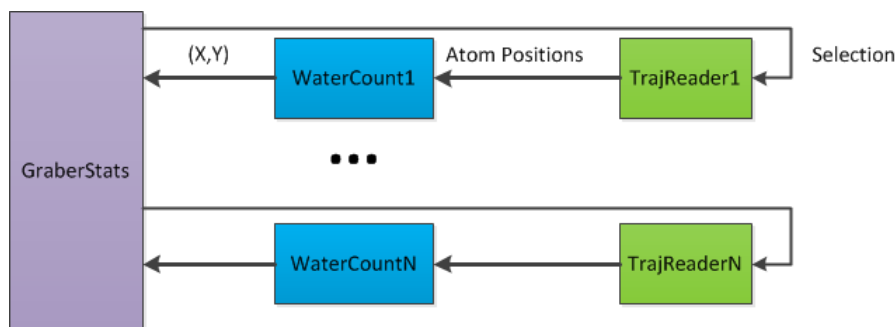 (X,Y)
Atom Positions
Selection
WaterCount1
TrajReader1
...
GraberStats
WaterCountN
TrajReaderN